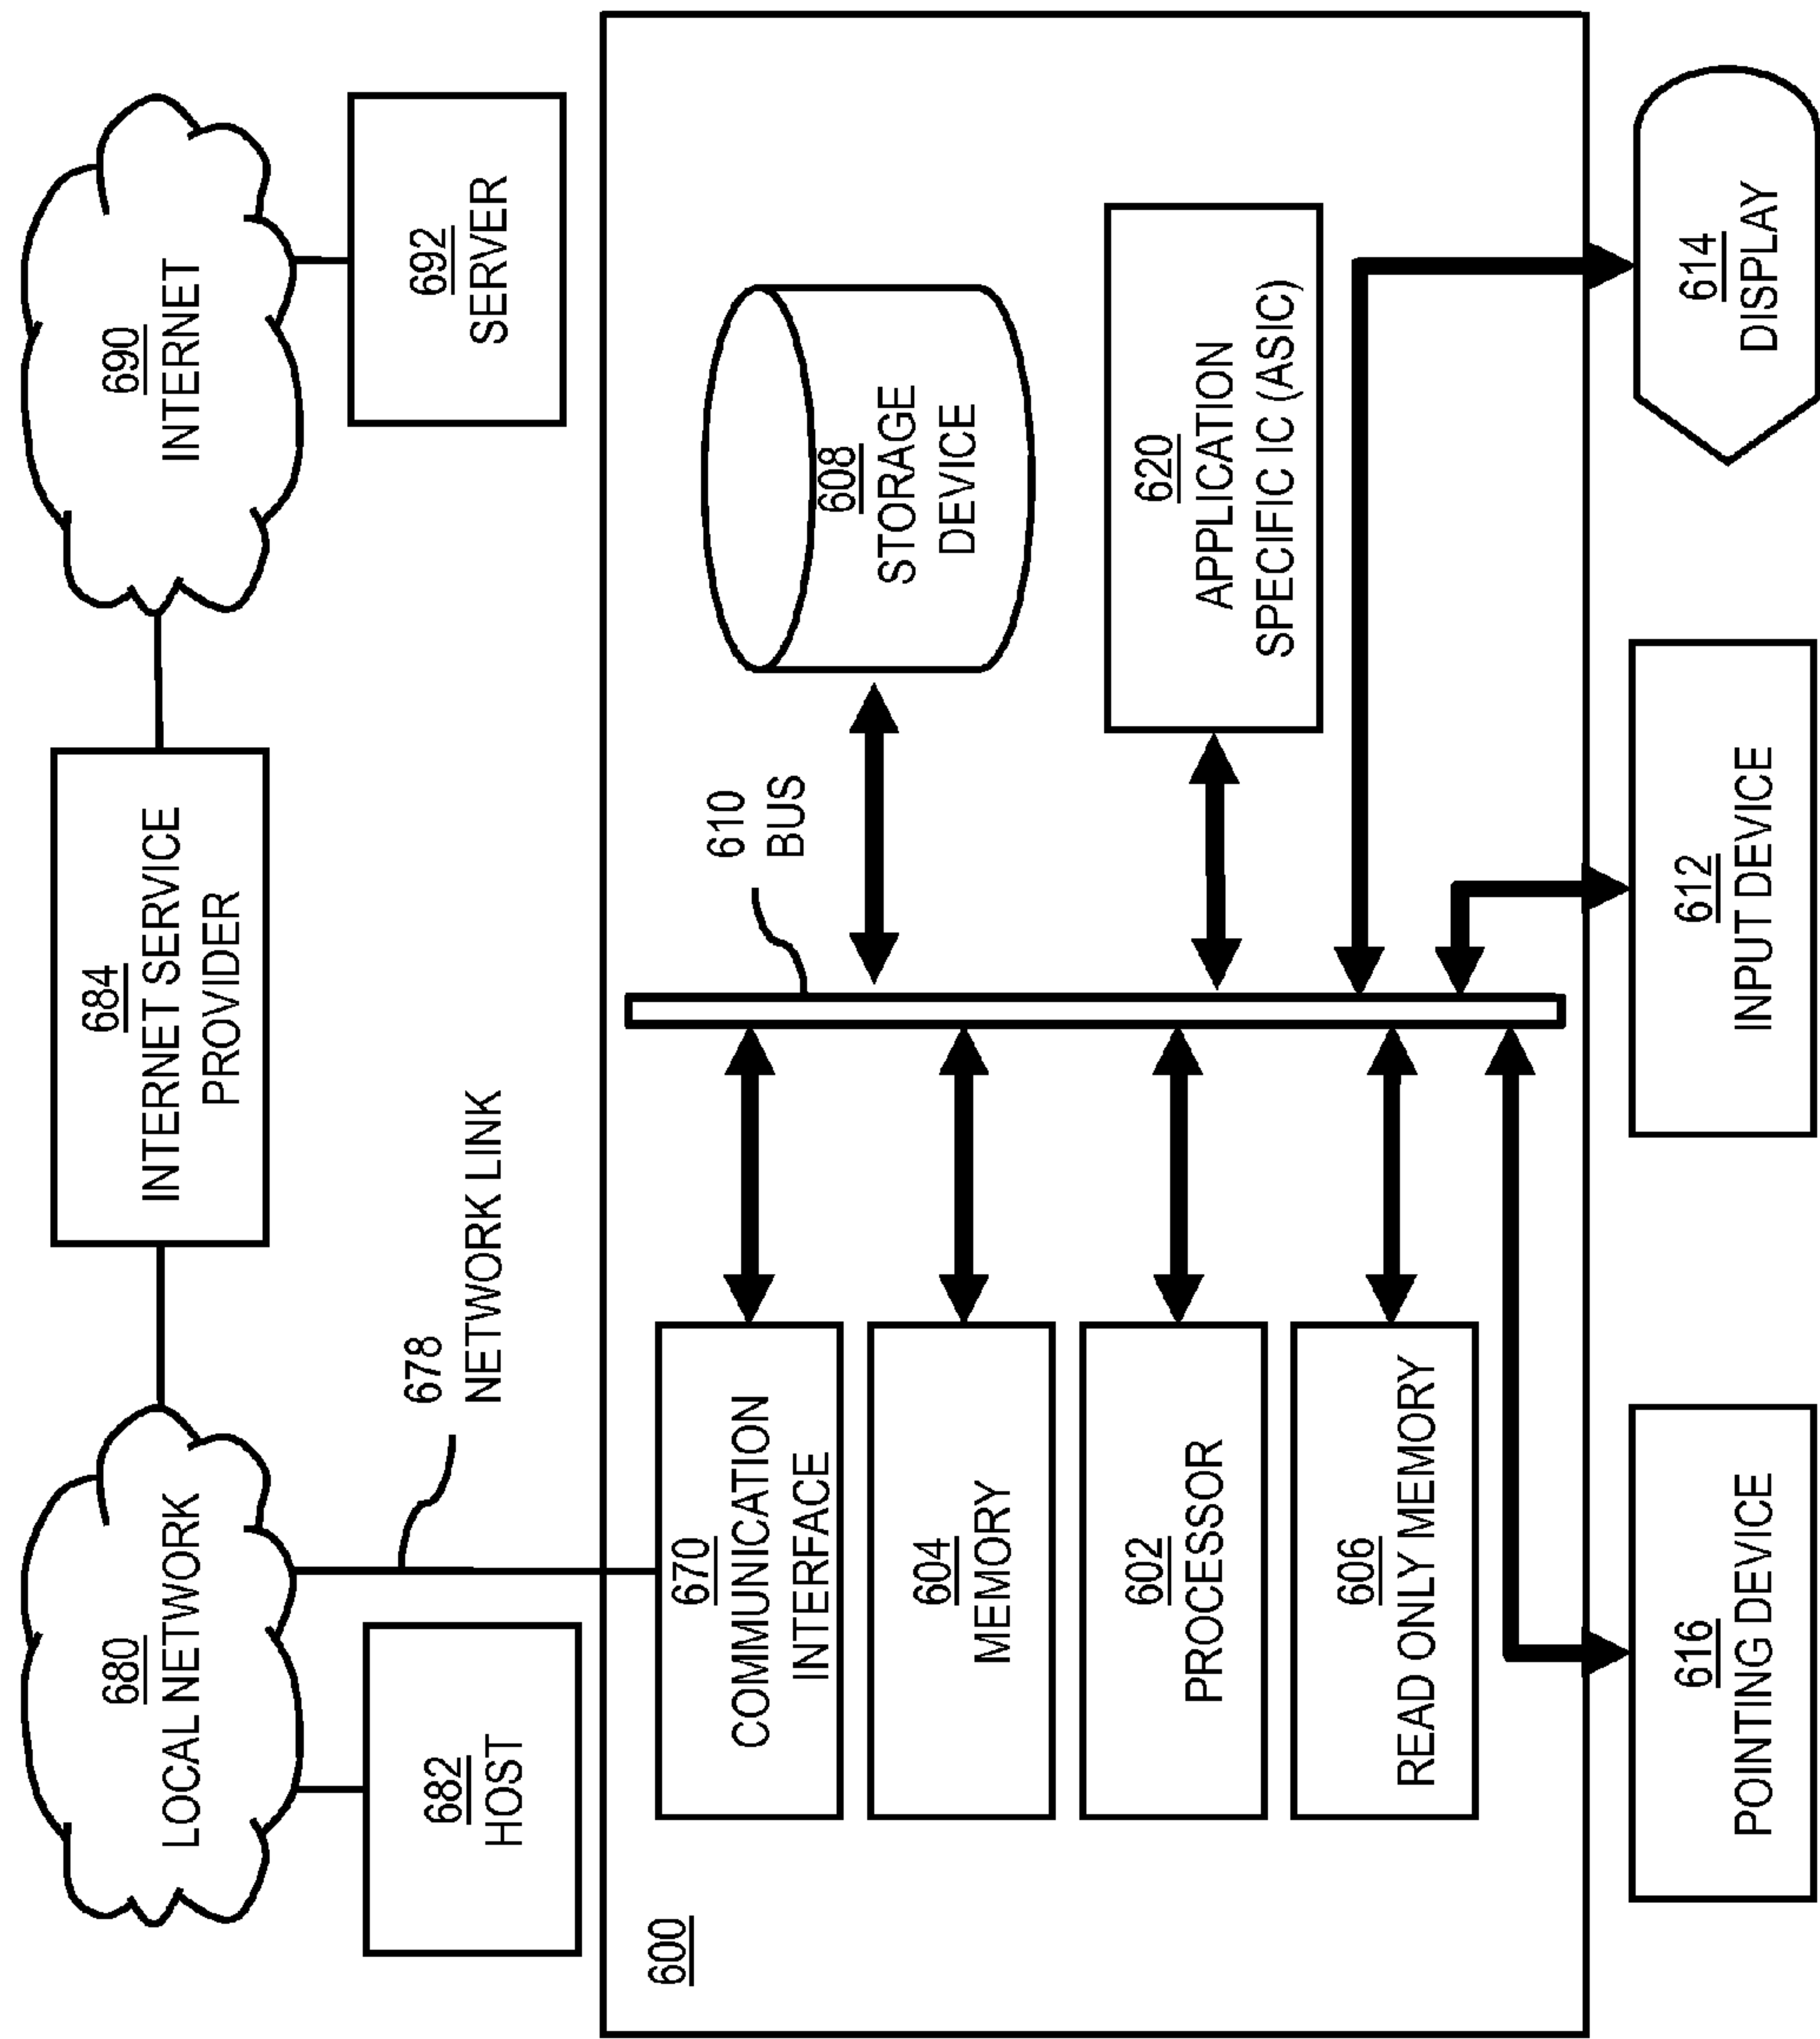 680
LOCAL NETWORK
684
INTERNET SERVICE
PROVIDER
690
INTERNET
682
HOST
678
NETWORK LINK
692
SERVER
600
670
COMMUNICATION
INTERFACE
610
BUS
608
STORAGE
DEVICE
604
MEMORY
602
PROCESSOR
620
APPLICATION
SPECIFIC IC (ASIC)
606
READ ONLY MEMORY
616
POINTING DEVICE
612
INPUT DEVICE
614
DISPLAY